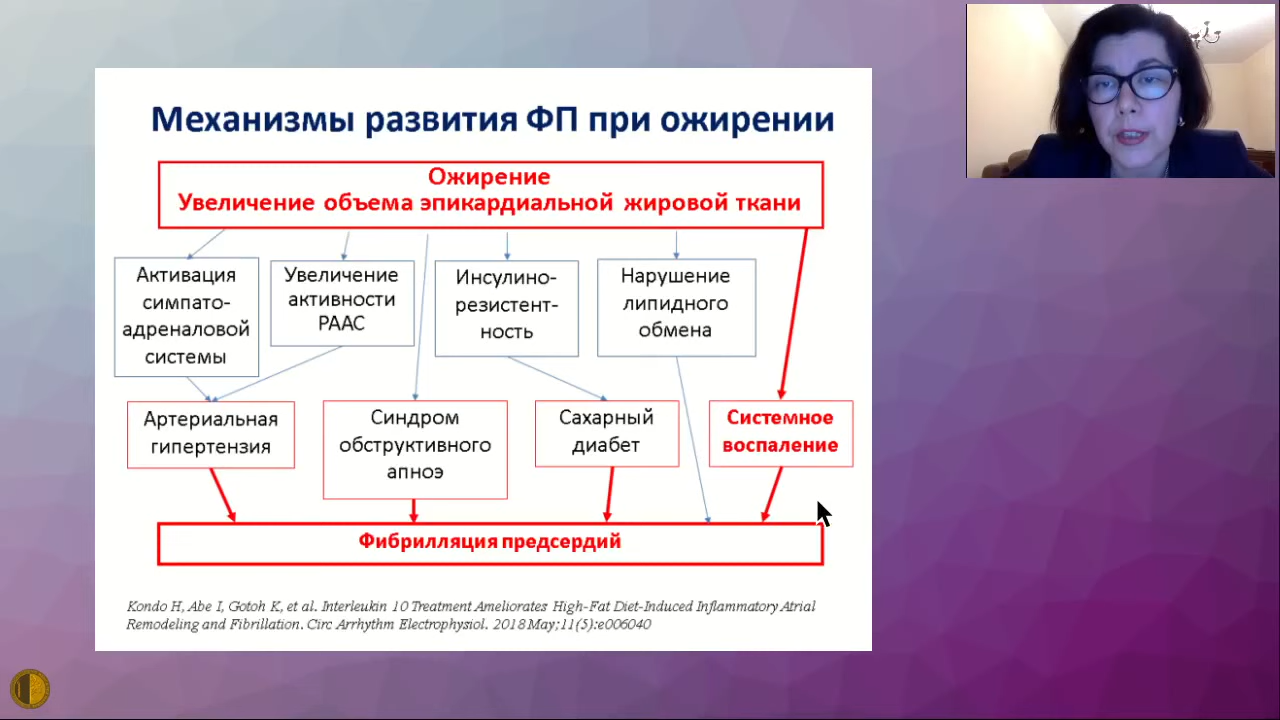 Механизмы развития ФП при ожирении
Ожирение
Увеличение объема эпикардиальной жировой ткани
Активация
симпато-
адреналовой
системы
Увеличение
активности
РААС
Инсулино-
резистент-
ность
Нарушение
липидного
обмена
Артериальная
гипертензия
Синдром
обструктивного
апноэ
Сахарный
диабет
Системное
воспаление
Фибрилляция предсердий
Kondo H, Abe I, Gotoh K, et al. Interleukin 10 Treatment Ameliorates High-Fat Diet-Induced Inflammatory Atrial
Remodeling and Fibrillation. Circ Arrhythm Electrophysiol. 2018 May;11(5):e006040